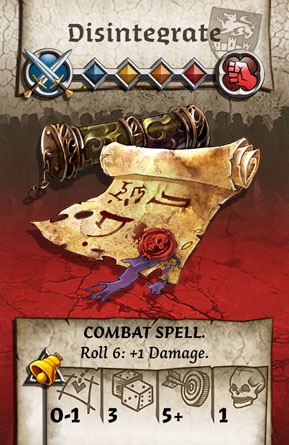 Disintegrate
COMBAT SPELL.
Roll 6: +1 Damage.
0-1 3 5+ 1